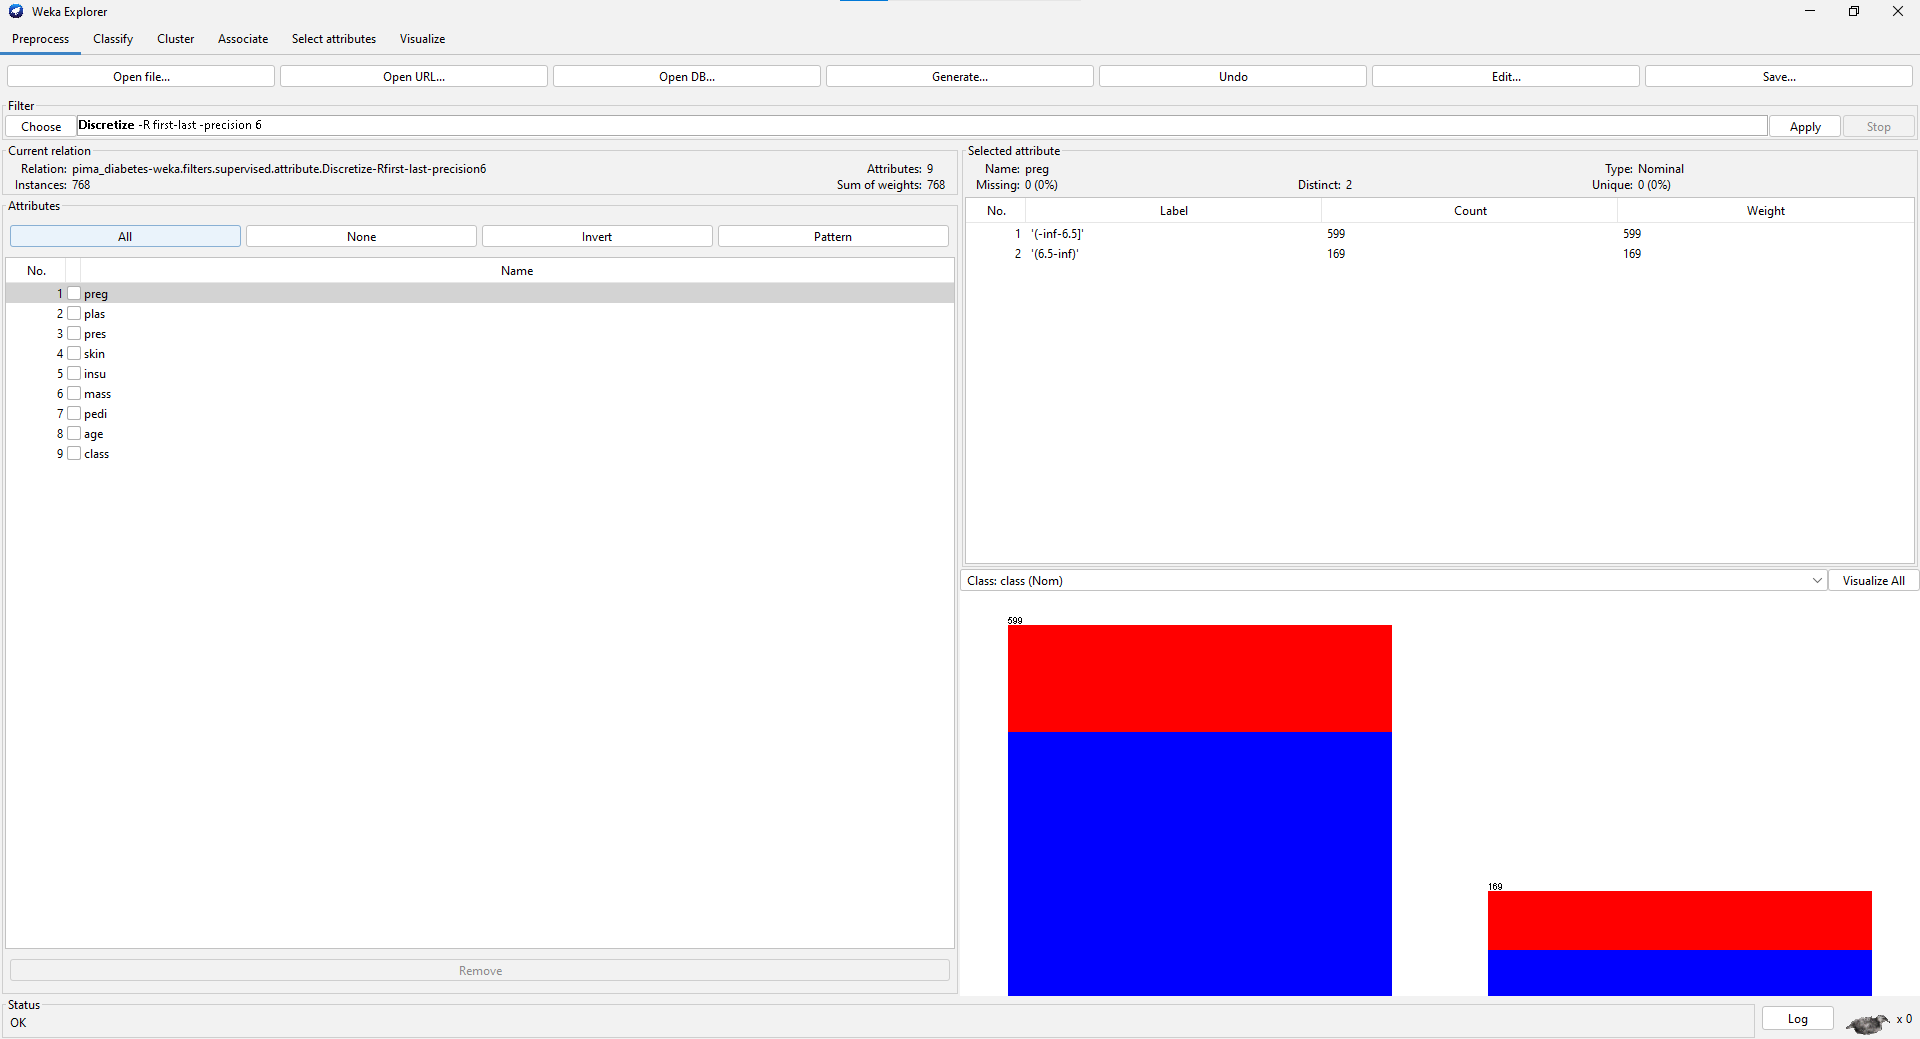 Weka Explorer
Preprocess Classify Cluster Associate Select attributes Visualize
Open file... Open URL... Open DB... Generate... Undo Edit... Save...
Filter
Choose Discretize -R first-last -precision 6 Apply Stop
Current relation
Relation: pima_diabetes-weka.filters.supervised.attribute.Discretize-Rfirst-last-precision6 Attributes: 9
Instances: 768 Sum of weights: 768
Attributes
All None Invert Pattern
No. Name
1 preg
2 plas
3 pres
4 skin
5 insu
6 mass
7 pedi
8 age
9 class
Remove
Selected attribute
Name: preg Type: Nominal
Missing: 0 (0%) Distinct: 2 Unique: 0 (0%)
No. Label Count Weight
1 '(-inf-6.5]' 599 599
2 '(6.5-inf)' 169 169
Class: class (Nom) Visualize All
599
169
Status
OK
Log x 0